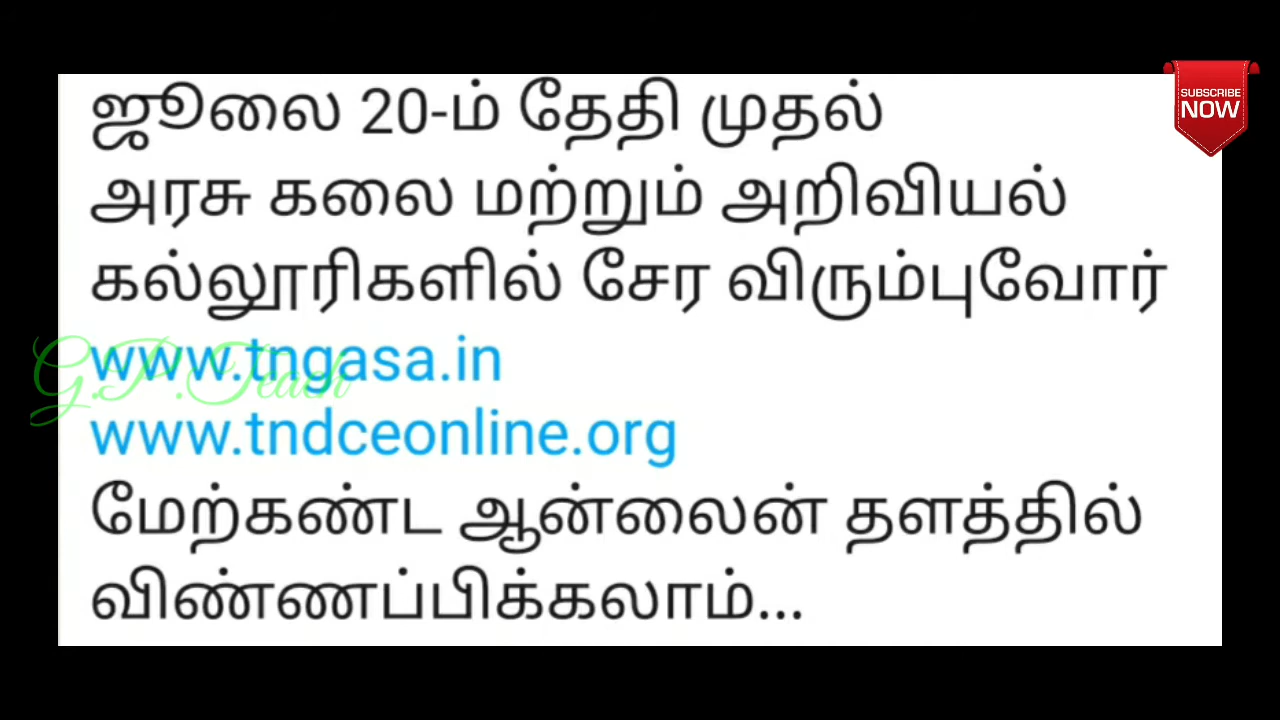 SUBSCRIBE
NOW
ஜூலை 20-ம் தேதி முதல்
அரசு கலை மற்றும் அறிவியல்
கல்லூரிகளில் சேர விரும்புவோர்
www.tngasa.in
G.P.Teach
www.tndceonline.org
மேற்கண்ட ஆன்லைன் தளத்தில்
விண்ணப்பிக்கலாம்...